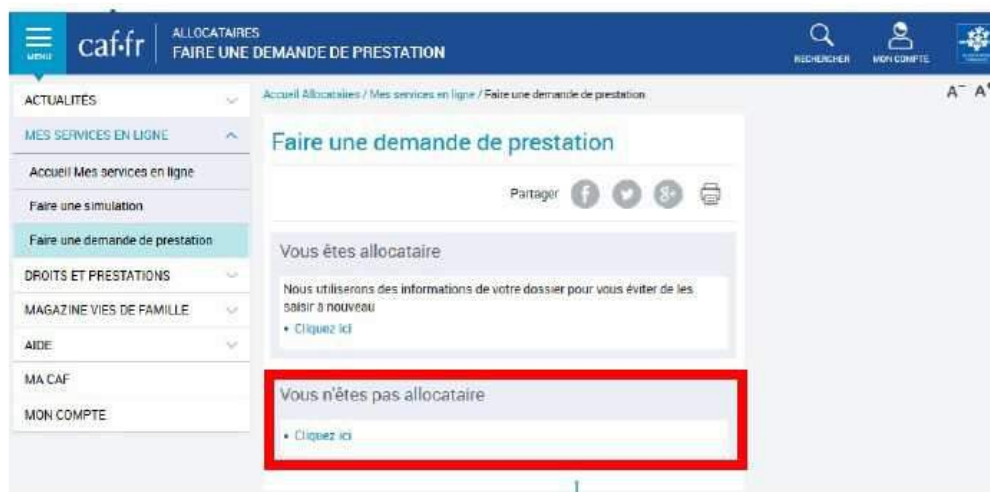 MENU
caf.fr
ALLOCATAIRES
FAIRE UNE DEMANDE DE PRESTATION
RECHERCHER
MON COMPTE
ACTUALITÉS
MES SERVICES EN LIGNE
Accueil Mes services en ligne
Faire une simulation
Faire une demande de prestation
DROITS ET PRESTATIONS
MAGAZINE VIES DE FAMILLE
AIDE
MA CAF
MON COMPTE
Accueil Allocataires / Mes services en ligne / Faire une demande de prestation
A- A+
Faire une demande de prestation
Partager
Vous êtes allocataire
Nous utiliserons des informations de votre dossier pour vous éviter de les
saisir à nouveau
• Cliquez ici
Vous n'êtes pas allocataire
• Cliquez ici